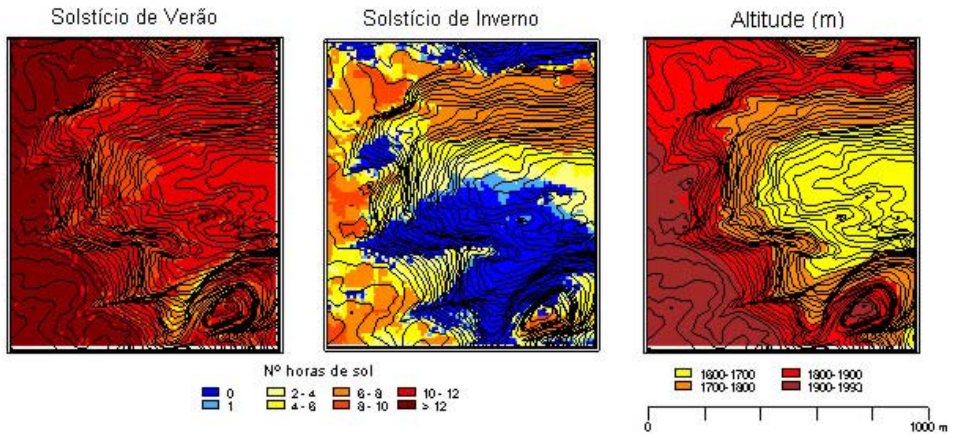 Solstício de Verão
Solstício de Inverno
Altitude (m)
Nº horas de sol
0
1
2 - 4
4 - 6
6 - 8
8 - 10
10 - 12
> 12
1600-1700
1700-1800
1800-1900
1900-1993
0
1000 m